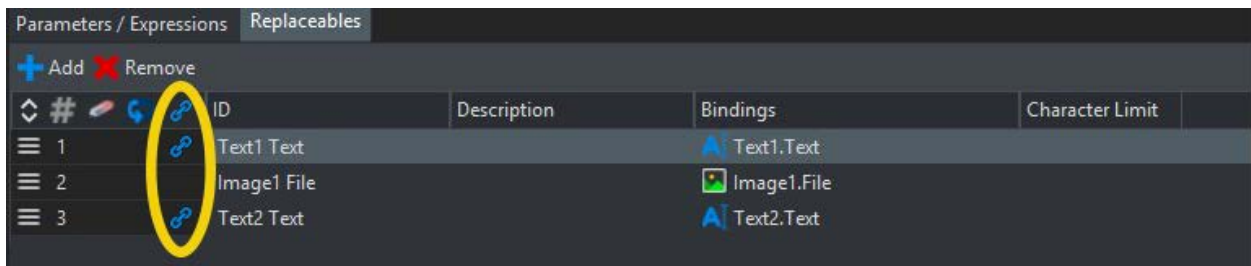 Parameters / Expressions Replaceables
Add Remove
# ID Description Bindings Character Limit
1 Text1 Text Text1.Text
2 Image1 File Image1.File
3 Text2 Text Text2.Text